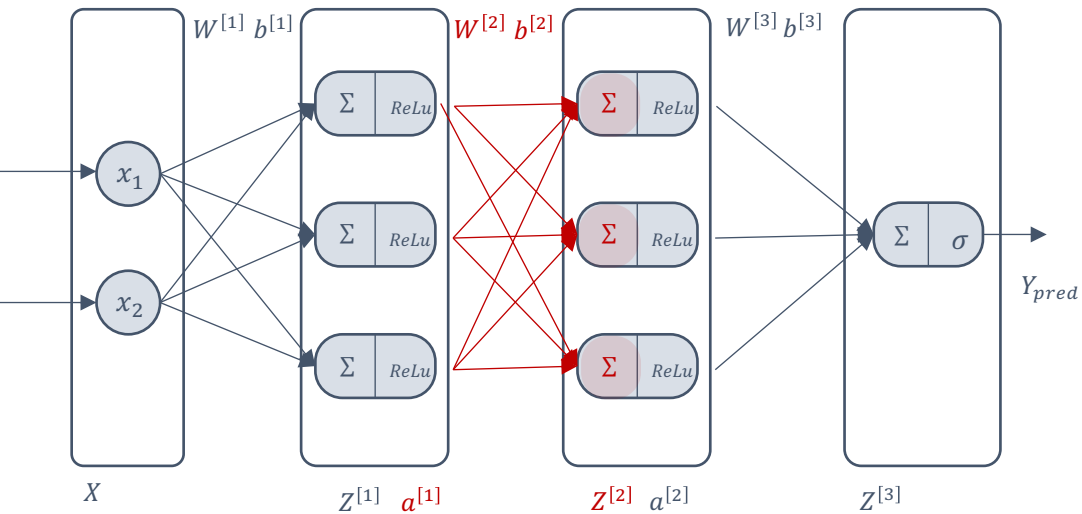 W^[1] b^[1] W^[2] b^[2] W^[3] b^[3]
Σ ReLu Σ ReLu
x₁
Σ ReLu Σ ReLu Σ σ
x₂
Y_pred
Σ ReLu Σ ReLu
X Z^[1] a^[1] Z^[2] a^[2] Z^[3]